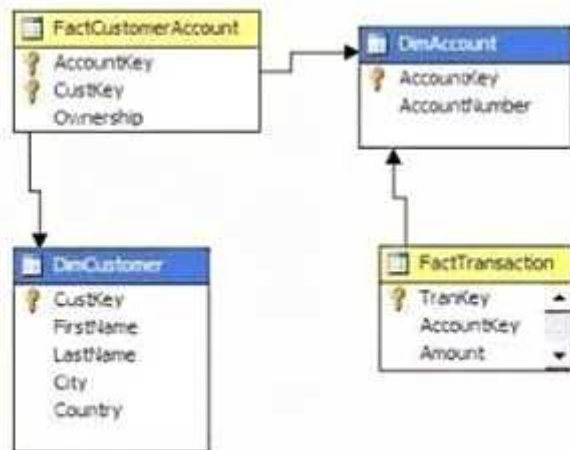 FactCustomerAccount
AccountKey
CustKey
Ownership
DimAccount
AccountKey
AccountNumber
DimCustomer
CustKey
FirstName
LastName
City
Country
FactTransaction
TranKey
AccountKey
Amount